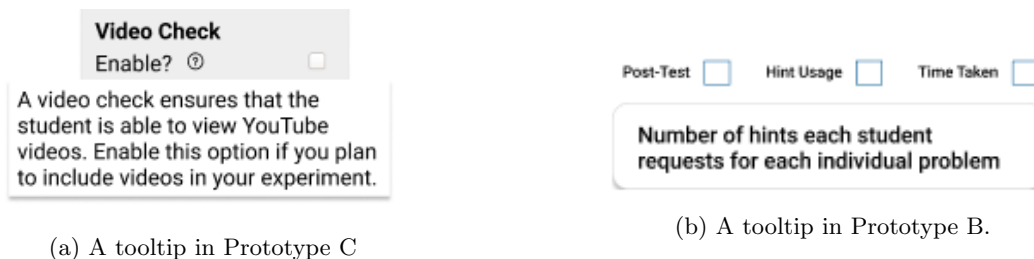 Video Check
Enable? ?
A video check ensures that the
student is able to view YouTube
videos. Enable this option if you plan
to include videos in your experiment.
(a) A tooltip in Prototype C
Post-Test Hint Usage Time Taken
Number of hints each student
requests for each individual problem
(b) A tooltip in Prototype B.